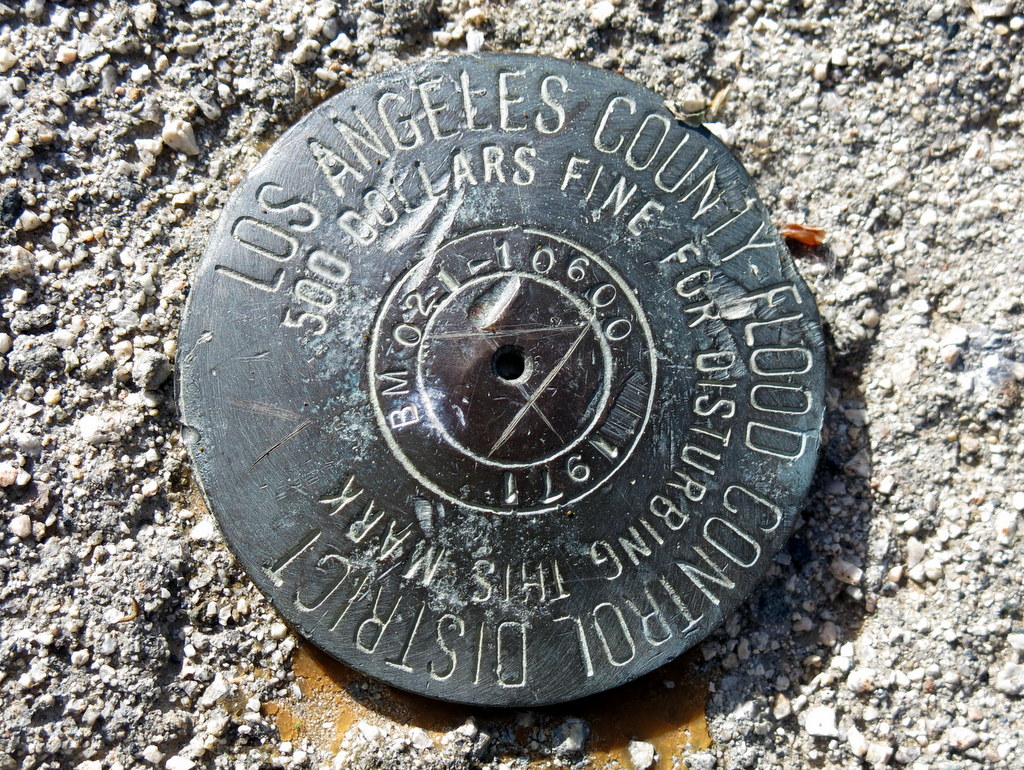 LOS ANGELES COUNTY FLOOD CONTROL DISTRICT
500 DOLLARS FINE FOR DISTURBING THIS MARK
BM 021-10600
1971